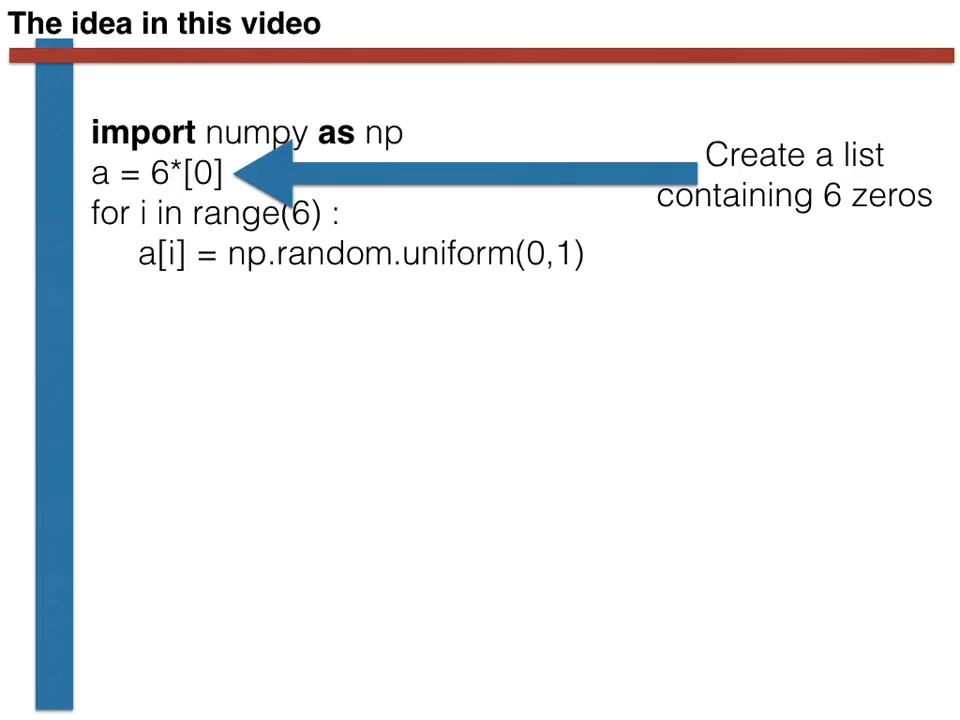 The idea in this video
import numpy as np
a = 6*[0]
for i in range(6) :
a[i] = np.random.uniform(0,1)
Create a list
containing 6 zeros